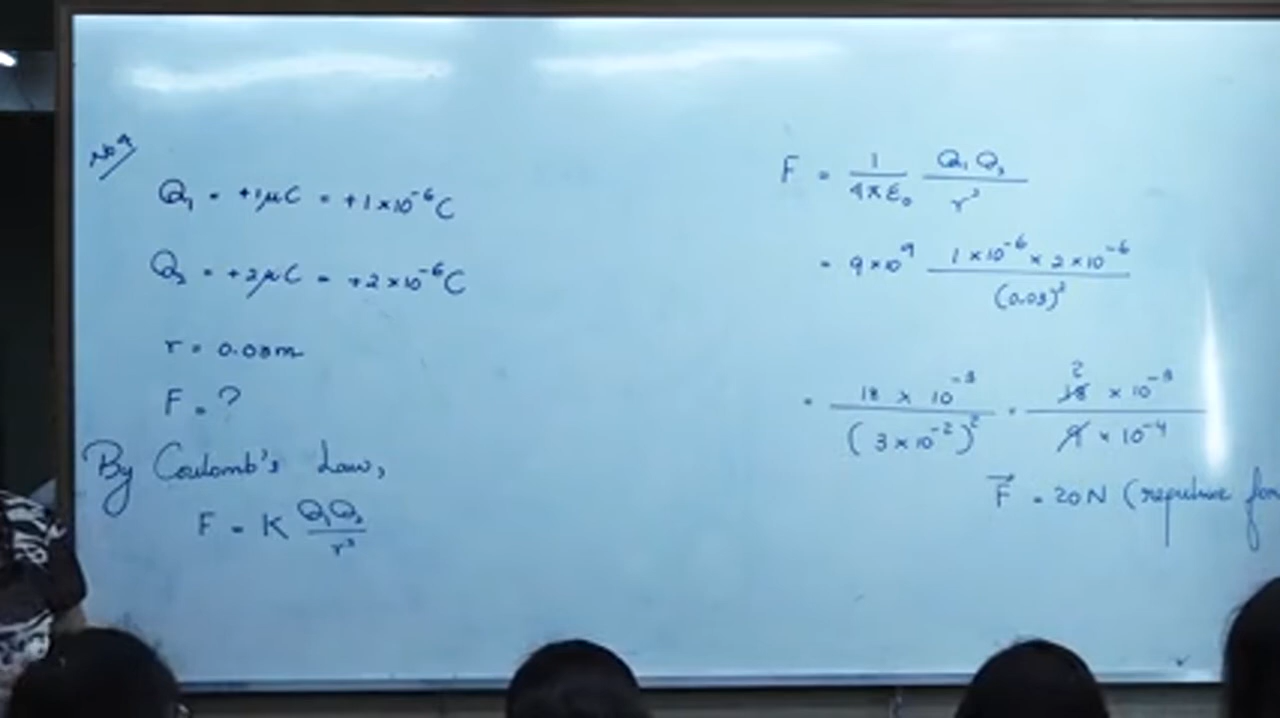 No 4
Q₁ = +1μC = +1×10⁻⁶C
Q₂ = +2μC = +2×10⁻⁶C
r = 0.03m
F = ?
By Coulomb's Law,
F = K Q₁Q₂ / r²
F = 1/4πε₀ Q₁Q₂ / r²
= 9×10⁹ 1×10⁻⁶ × 2×10⁻⁶ / (0.03)²
= 18 × 10⁻³ / (3×10⁻²)² = 2 18 × 10⁻³ / 9 × 10⁻⁴
F⃗ = 20N (repulsive